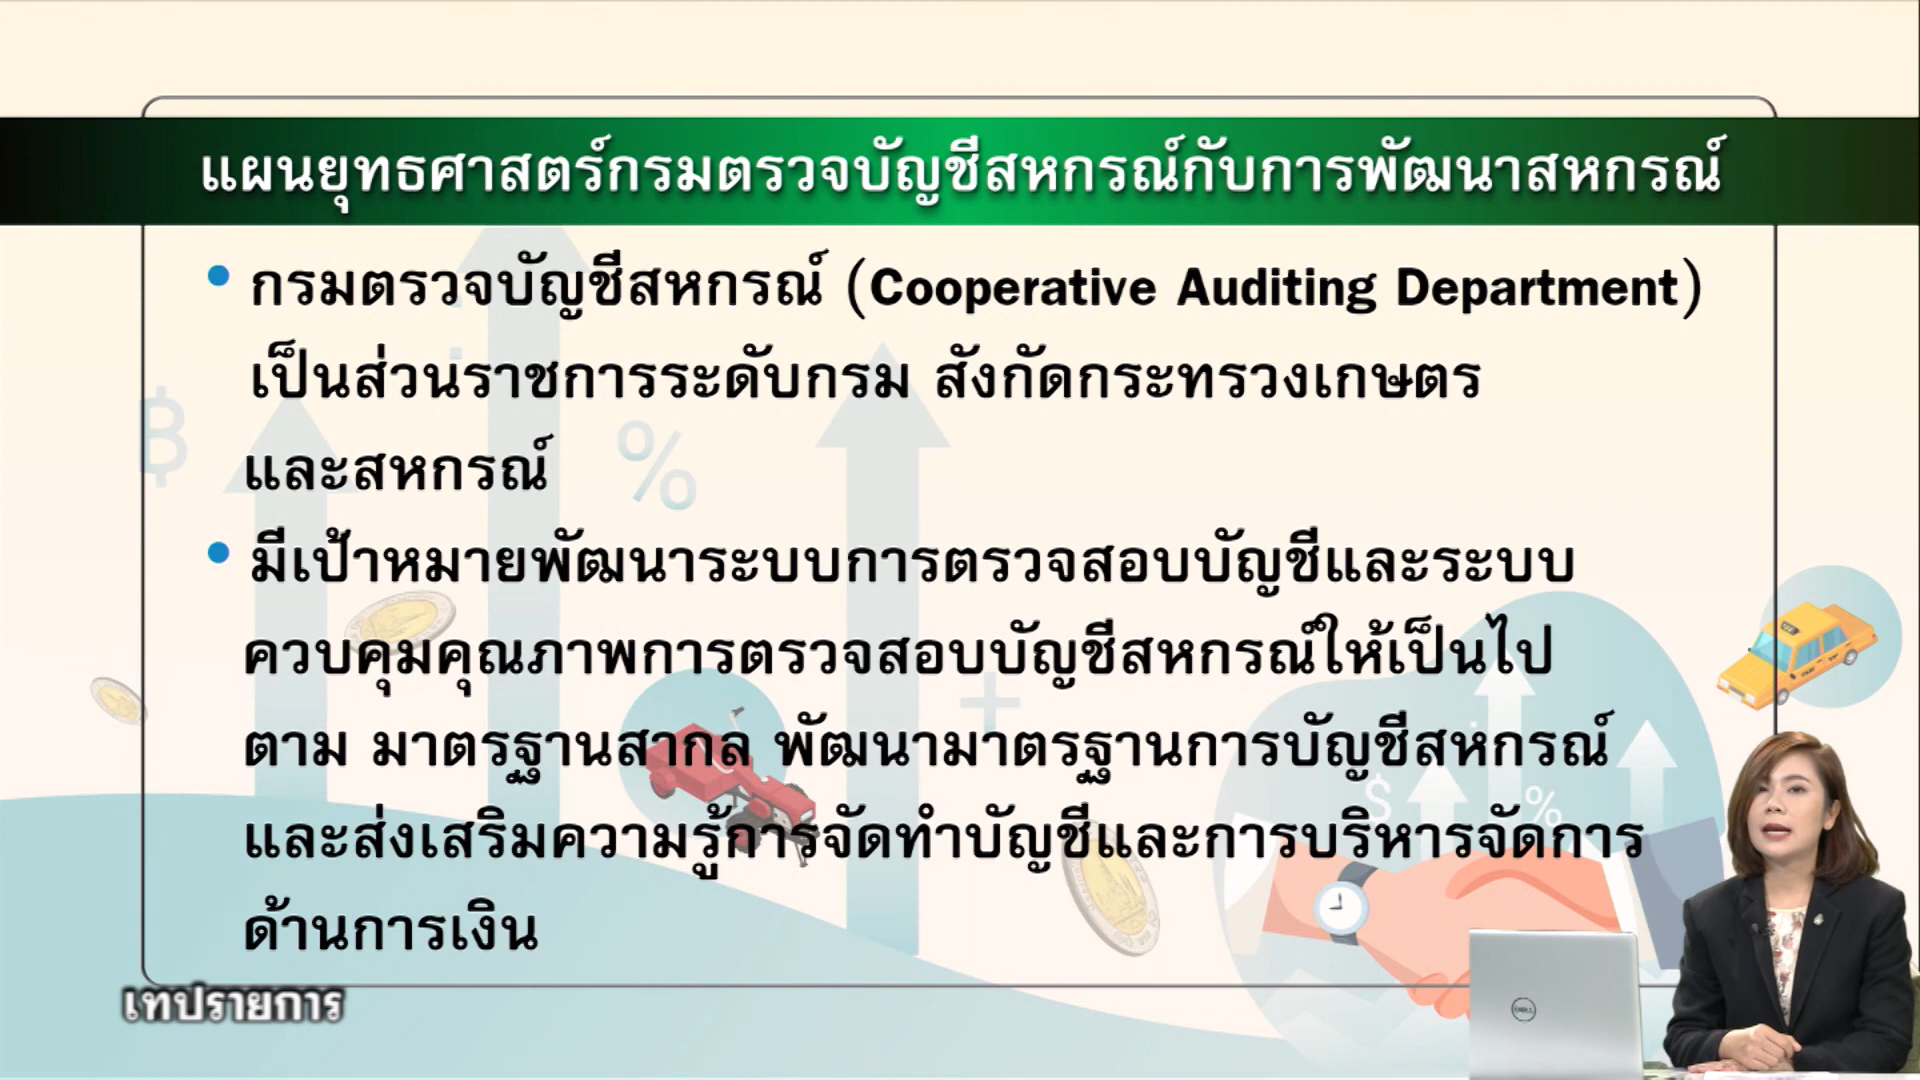 แผนยุทธศาสตร์กรมตรวจบัญชีสหกรณ์กับการพัฒนาสหกรณ์
• กรมตรวจบัญชีสหกรณ์ (Cooperative Auditing Department)
เป็นส่วนราชการระดับกรม สังกัดกระทรวงเกษตร
และสหกรณ์
• มีเป้าหมายพัฒนาระบบการตรวจสอบบัญชีและระบบ
ควบคุมคุณภาพการตรวจสอบบัญชีสหกรณ์ให้เป็นไป
ตาม มาตรฐานสากล พัฒนามาตรฐานการบัญชีสหกรณ์
และส่งเสริมความรู้การจัดทำบัญชีและการบริหารจัดการ
ด้านการเงิน
เทปรายการ
DELL